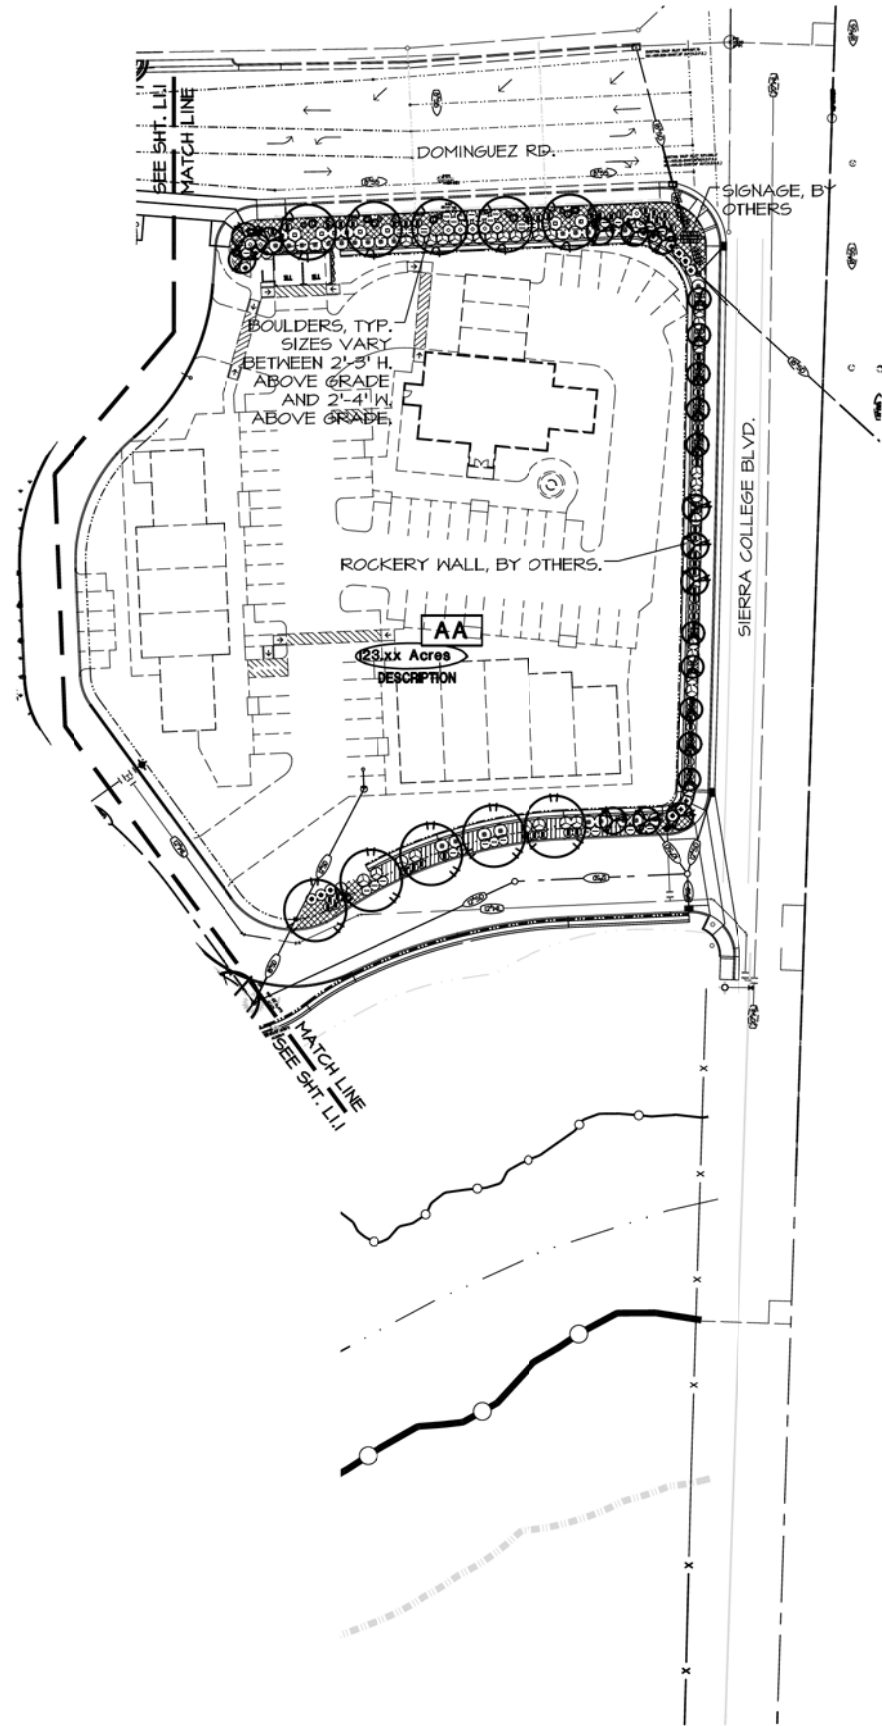 SEE SHT. L1.1
MATCH LINE
DOMINGUEZ RD.
SIGNAGE, BY
OTHERS
BOULDERS, TYP.
SIZES VARY
BETWEEN 2'-3' H.
ABOVE GRADE
AND 2'-4' W.
ABOVE GRADE.
SIERRA COLLEGE BLVD.
ROCKERY WALL, BY OTHERS.
AA
123.xx Acres
DESCRIPTION
MATCH LINE
SEE SHT. L1.1